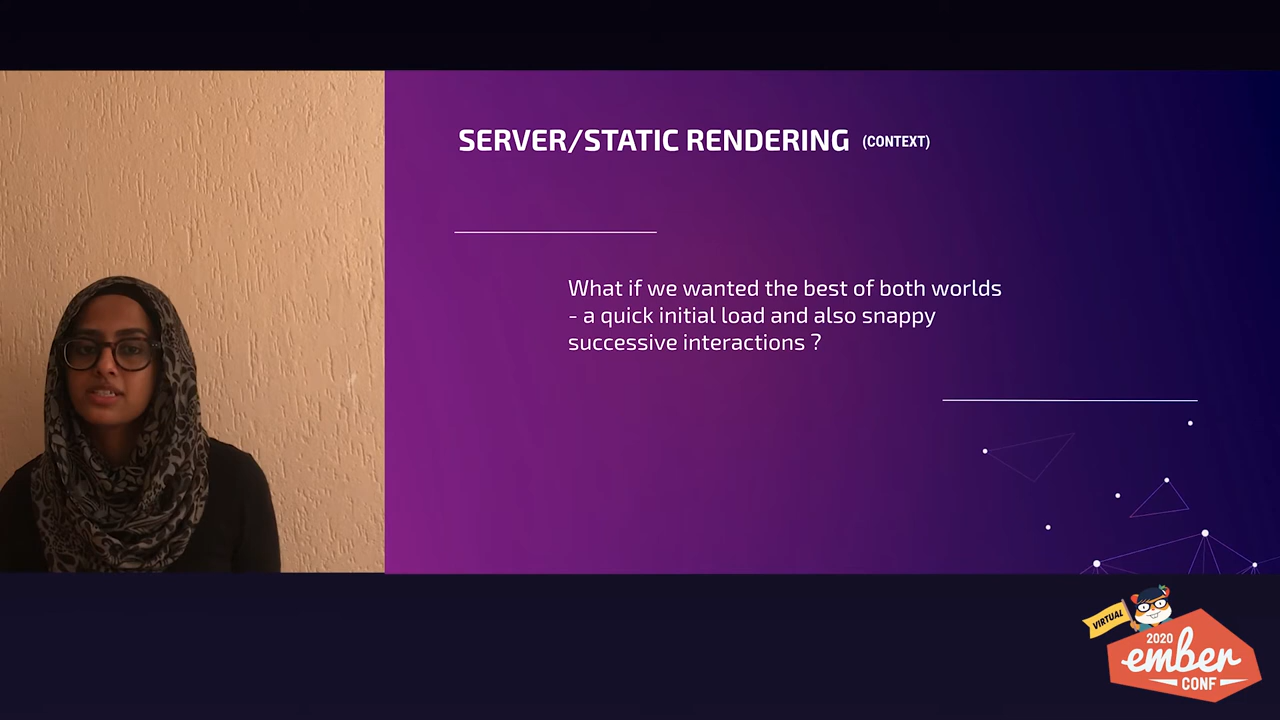 SERVER/STATIC RENDERING (CONTEXT)
What if we wanted the best of both worlds
- a quick initial load and also snappy
successive interactions ?
VIRTUAL
2020
ember
CONF